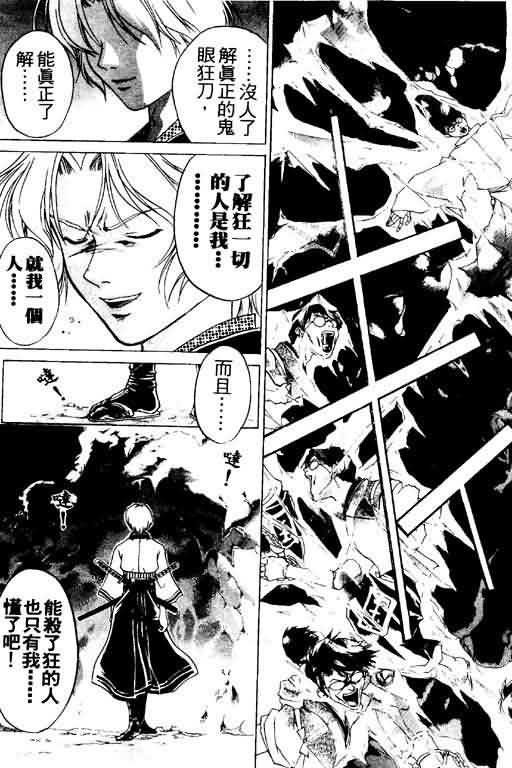 ……沒人了
解真正的鬼
眼狂刀，
能真正了
解……
了解狂一切
的人是我……
……
就我一個
人……
而且
……
噠！
噠！
噠！
能殺了狂的人
也只有我……
懂了吧！